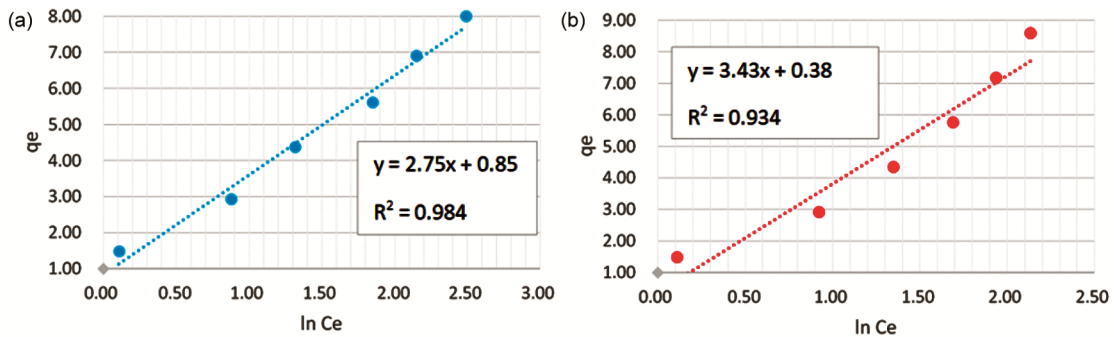 (a)
8.00
7.00
6.00
5.00
4.00
3.00
2.00
1.00
qe
y = 2.75x + 0.85
R² = 0.984
0.00 0.50 1.00 1.50 2.00 2.50 3.00
ln Ce
(b)
9.00
8.00
7.00
6.00
5.00
4.00
3.00
2.00
1.00
qe
y = 3.43x + 0.38
R² = 0.934
0.00 0.50 1.00 1.50 2.00 2.50
ln Ce